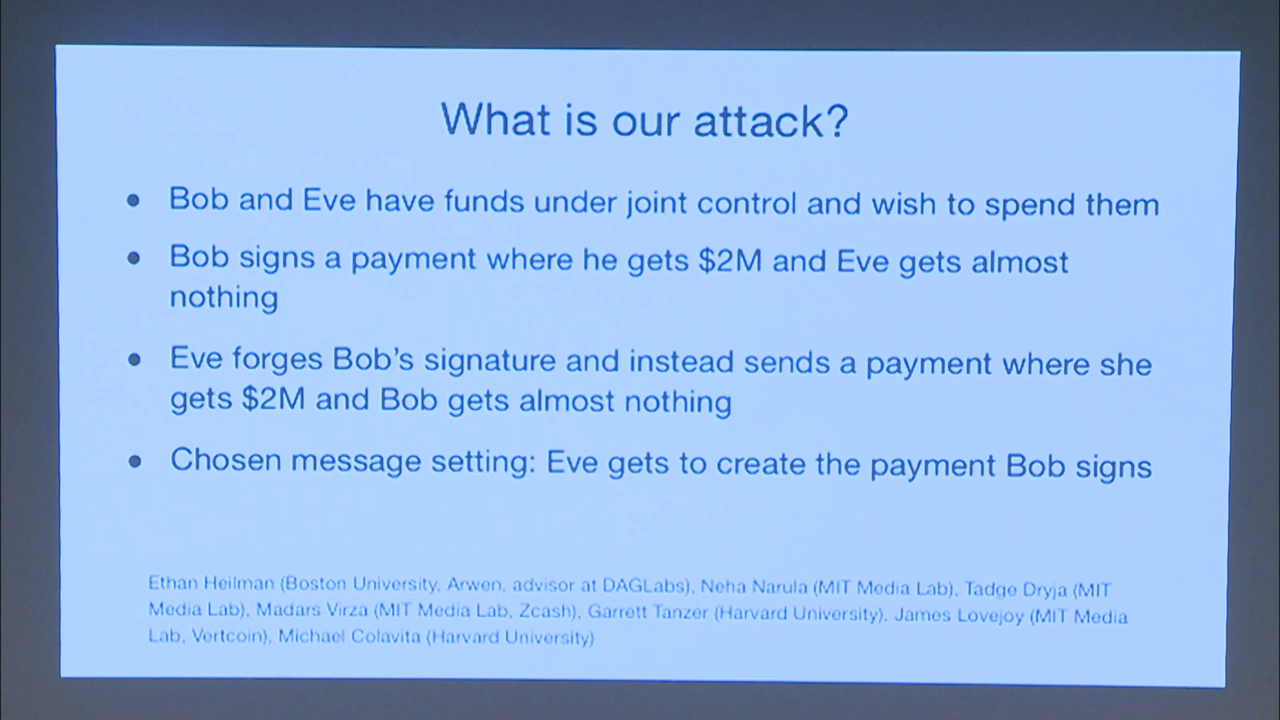 What is our attack?
● Bob and Eve have funds under joint control and wish to spend them
● Bob signs a payment where he gets $2M and Eve gets almost
nothing
● Eve forges Bob's signature and instead sends a payment where she
gets $2M and Bob gets almost nothing
● Chosen message setting: Eve gets to create the payment Bob signs
Ethan Heilman (Boston University, Arwen, advisor at DAGLabs), Neha Narula (MIT Media Lab), Tadge Dryja (MIT
Media Lab), Madars Virza (MIT Media Lab, Zcash), Garrett Tanzer (Harvard University), James Lovejoy (MIT Media
Lab, Vertcoin), Michael Colavita (Harvard University)